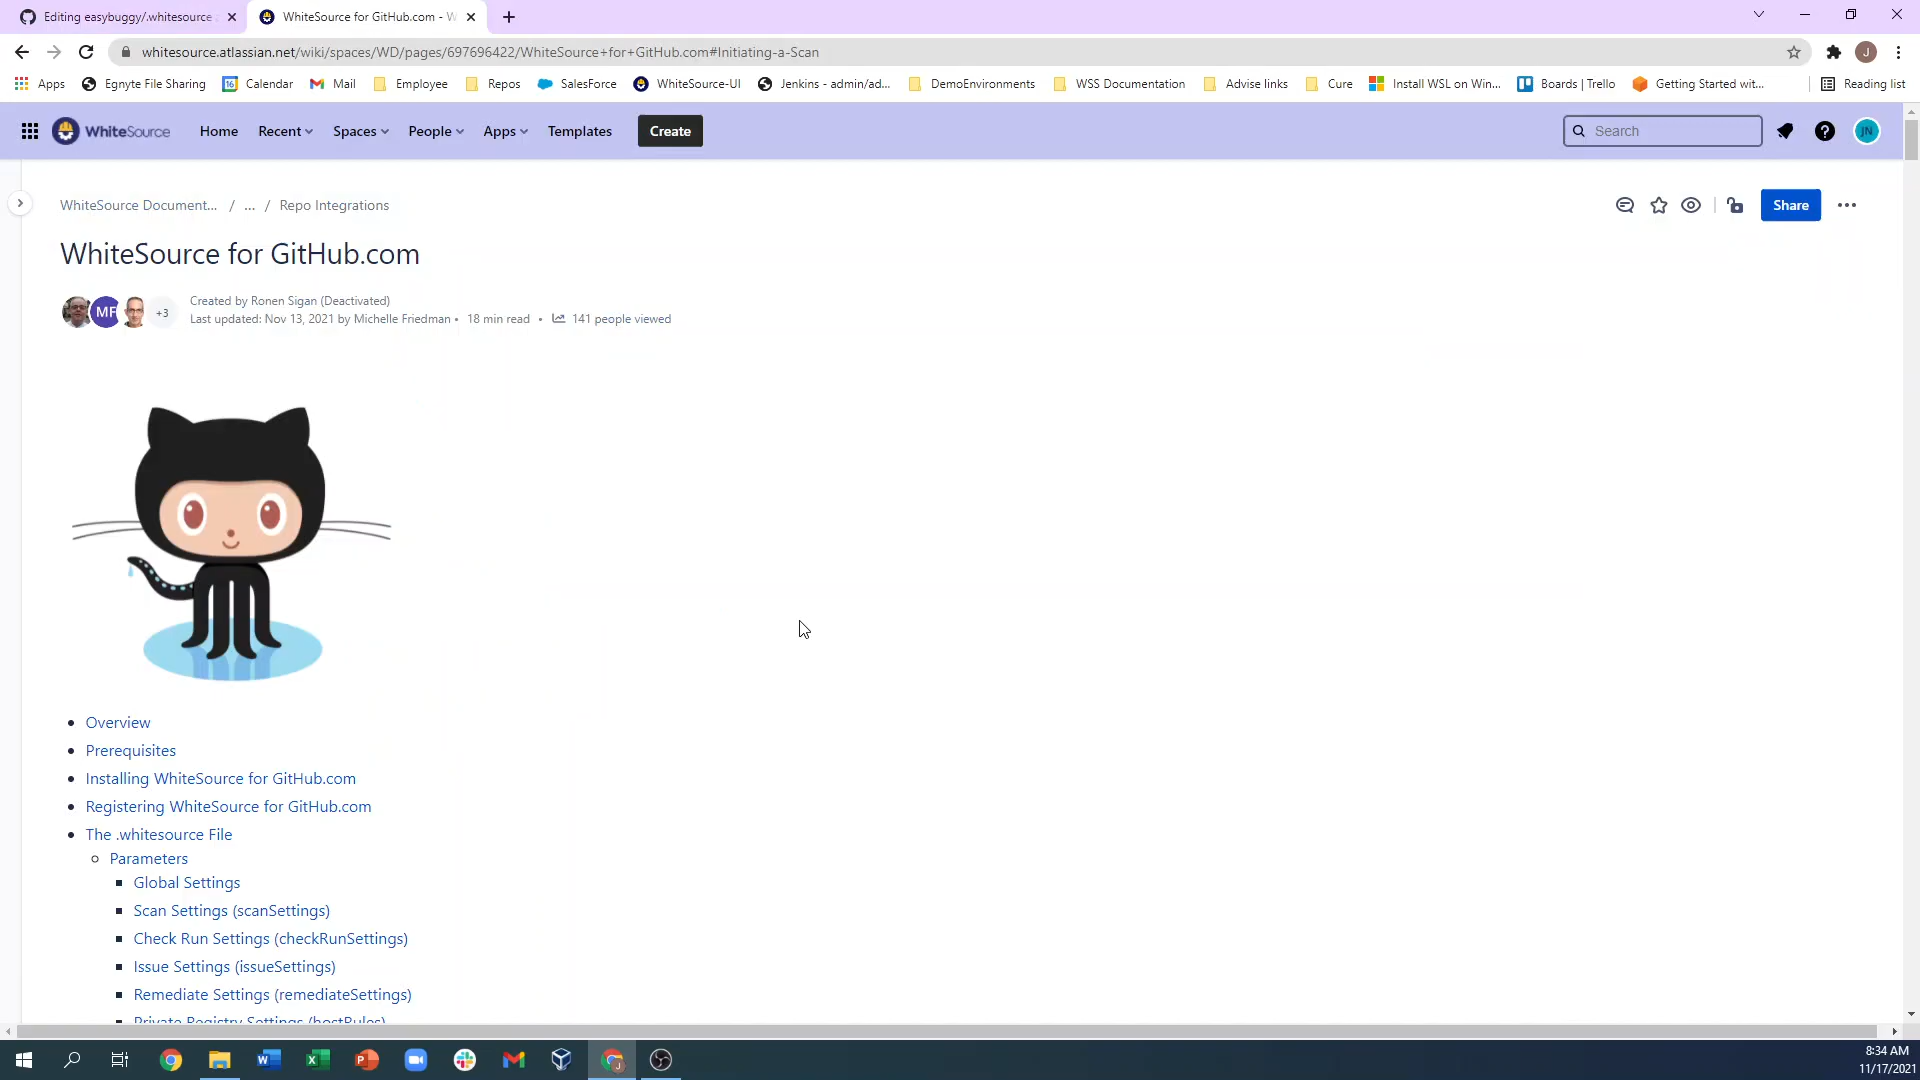 Editing easybuggy/.whitesource
WhiteSource for GitHub.com - W
whitesource.atlassian.net/wiki/spaces/WD/pages/697696422/WhiteSource+for+GitHub.com#Initiating-a-Scan
J
Apps
Egnyte File Sharing
16
Calendar
Mail
Employee
Repos
SalesForce
WhiteSource-UI
Jenkins - admin/ad...
DemoEnvironments
WSS Documentation
Advise links
Cure
Install WSL on Win...
Boards | Trello
Getting Started wit...
Reading list
WhiteSource
Home
Recent
Spaces
People
Apps
Templates
Create
Search
JN
WhiteSource Document... / ... / Repo Integrations
Share
WhiteSource for GitHub.com
MF
+3
Created by Ronen Sigan (Deactivated)
Last updated: Nov 13, 2021 by Michelle Friedman • 18 min read • 141 people viewed
Overview
Prerequisites
Installing WhiteSource for GitHub.com
Registering WhiteSource for GitHub.com
The .whitesource File
Parameters
Global Settings
Scan Settings (scanSettings)
Check Run Settings (checkRunSettings)
Issue Settings (issueSettings)
Remediate Settings (remediateSettings)
Private Registry Settings (hostRules)
8:34 AM
11/17/2021